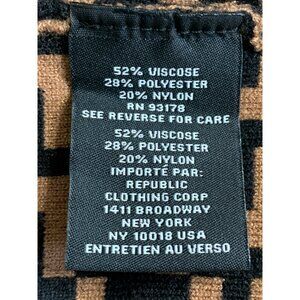 52% VISCOSE
28% POLYESTER
20% NYLON
RN 93178
SEE REVERSE FOR CARE
52% VISCOSE
28% POLYESTER
20% NYLON
IMPORTÉ PAR:
REPUBLIC
CLOTHING CORP
1411 BROADWAY
NEW YORK
NY 10018 USA
ENTRETIEN AU VERSO